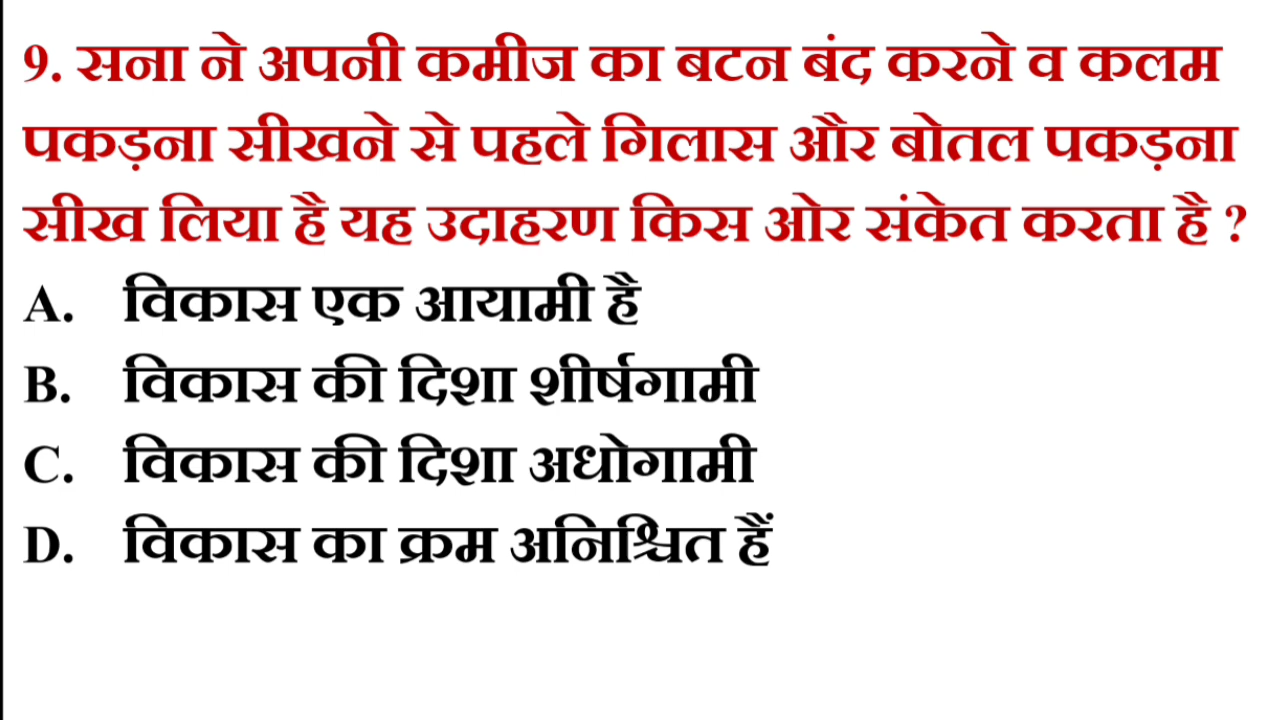 9. सना ने अपनी कमीज का बटन बंद करने व कलम
पकड़ना सीखने से पहले गिलास और बोतल पकड़ना
सीख लिया है यह उदाहरण किस ओर संकेत करता है ?
A. विकास एक आयामी है
B. विकास की दिशा शीर्षगामी
C. विकास की दिशा अधोगामी
D. विकास का क्रम अनिश्चित हैं